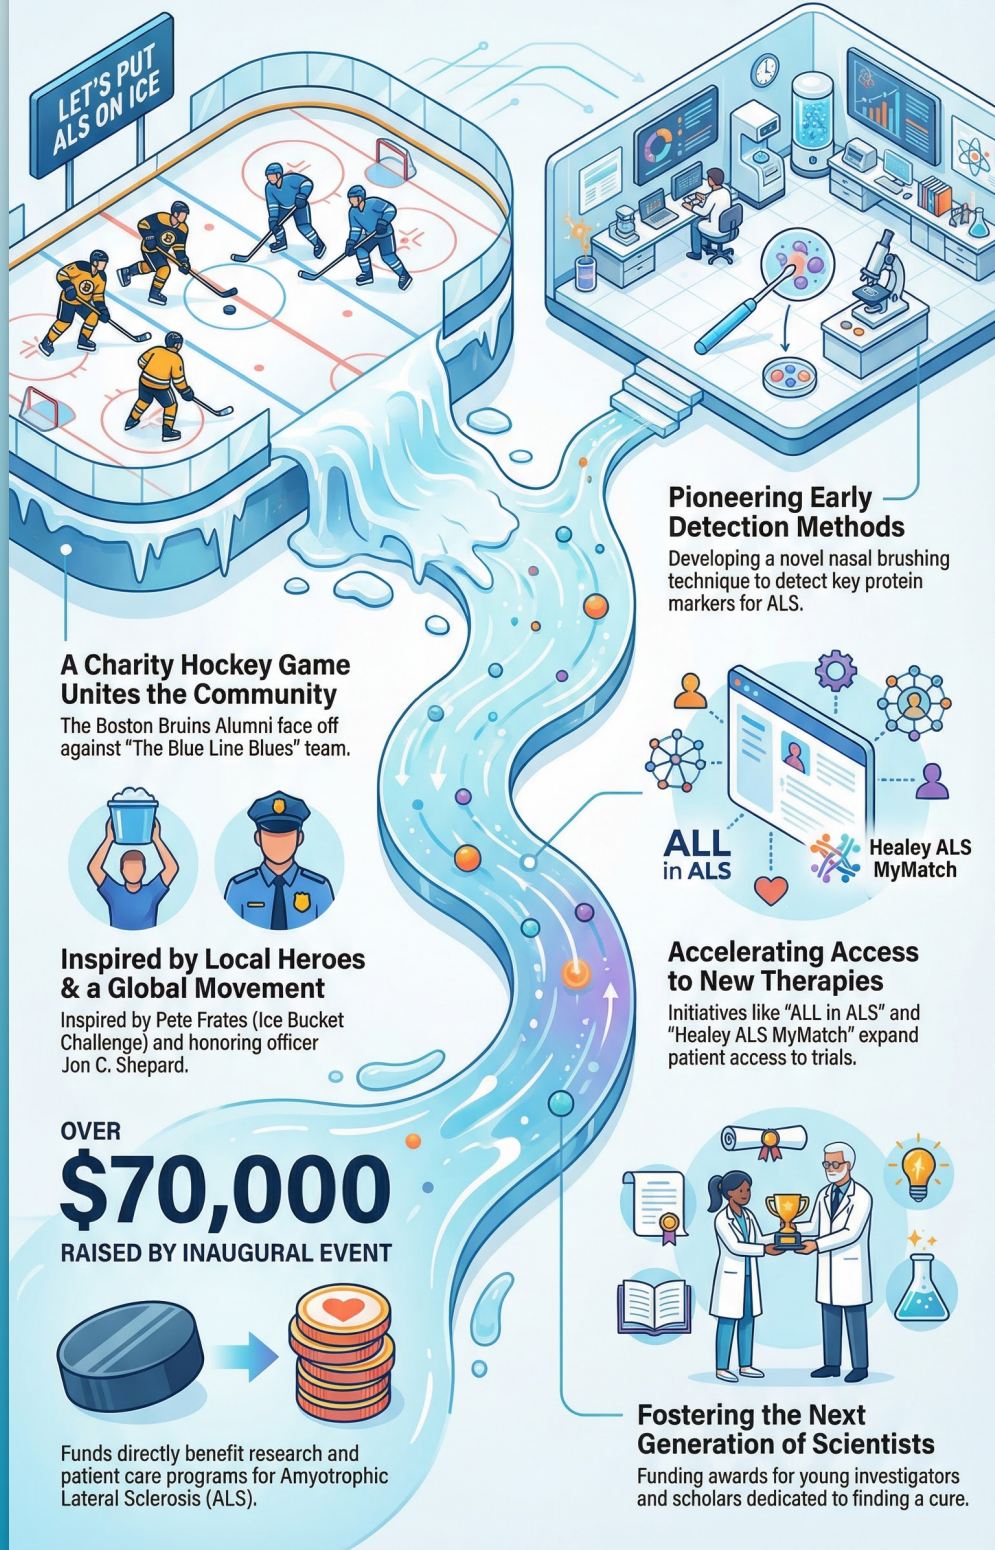 LET'S PUT
ALS ON ICE
Pioneering Early
Detection Methods
Developing a novel nasal brushing
technique to detect key protein
markers for ALS.
A Charity Hockey Game
Unites the Community
The Boston Bruins Alumni face off
against “The Blue Line Blues” team.
ALL
in ALS
Healey ALS
MyMatch
Inspired by Local Heroes
& a Global Movement
Inspired by Pete Frates (Ice Bucket
Challenge) and honoring officer
Jon C. Shepard.
Accelerating Access
to New Therapies
Initiatives like “ALL in ALS” and
“Healey ALS MyMatch” expand
patient access to trials.
OVER
$70,000
RAISED BY INAUGURAL EVENT
Funds directly benefit research and
patient care programs for Amyotrophic
Lateral Sclerosis (ALS).
Fostering the Next
Generation of Scientists
Funding awards for young investigators
and scholars dedicated to finding a cure.